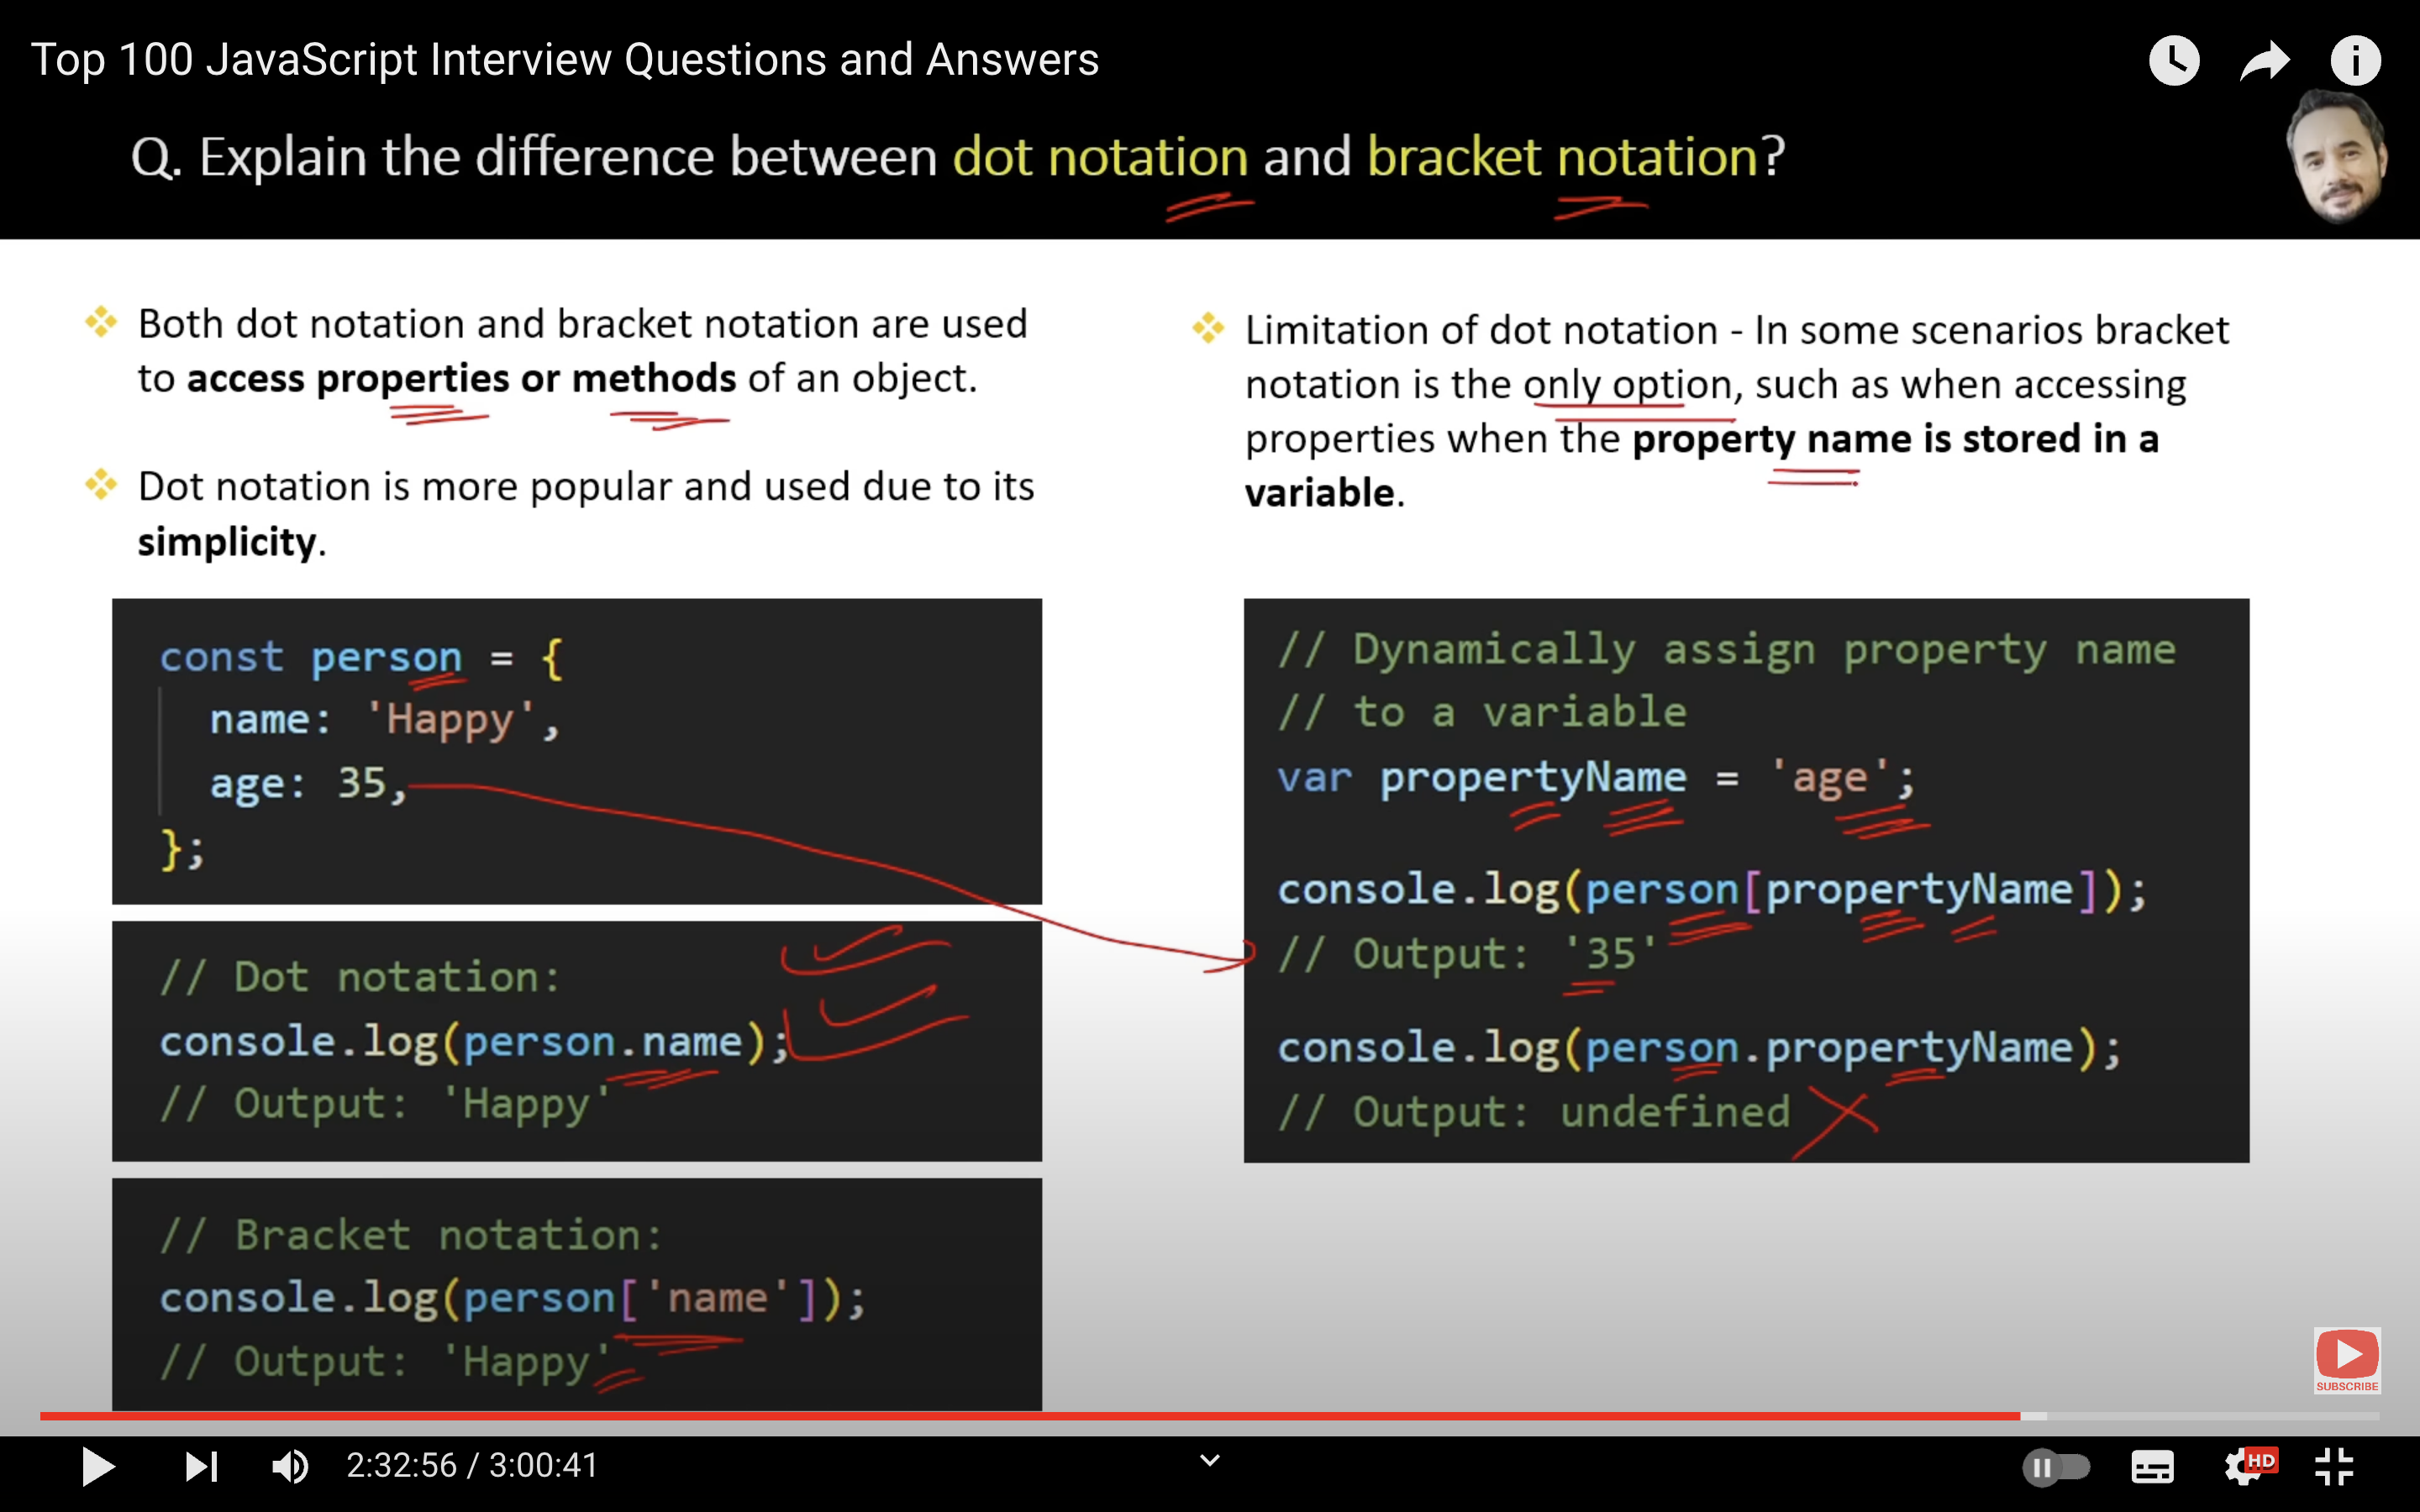 Top 100 JavaScript Interview Questions and Answers
Q. Explain the difference between dot notation and bracket notation?
Both dot notation and bracket notation are used
to access properties or methods of an object.
Dot notation is more popular and used due to its
simplicity.
const person = {
name: 'Happy',
age: 35,
};
// Dot notation:
console.log(person.name);
// Output: 'Happy'
// Bracket notation:
console.log(person['name']);
// Output: 'Happy'
Limitation of dot notation - In some scenarios bracket
notation is the only option, such as when accessing
properties when the property name is stored in a
variable.
// Dynamically assign property name
// to a variable
var propertyName = 'age';
console.log(person[propertyName]);
// Output: '35'
console.log(person.propertyName);
// Output: undefined
SUBSCRIBE
2:32:56 / 3:00:41
HD